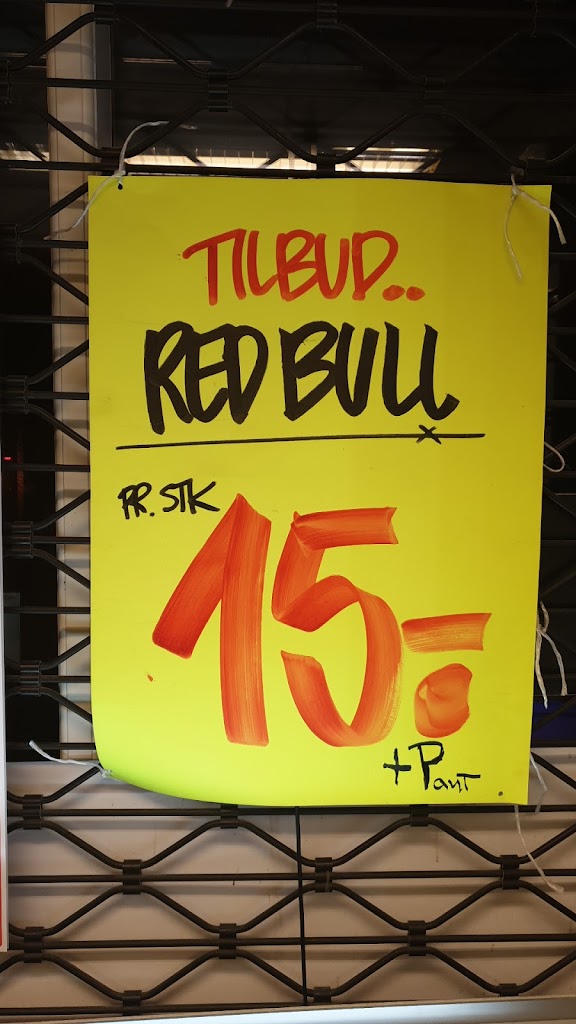 TILBUD..
RED BULL
PR. STK
15.-
+Pant